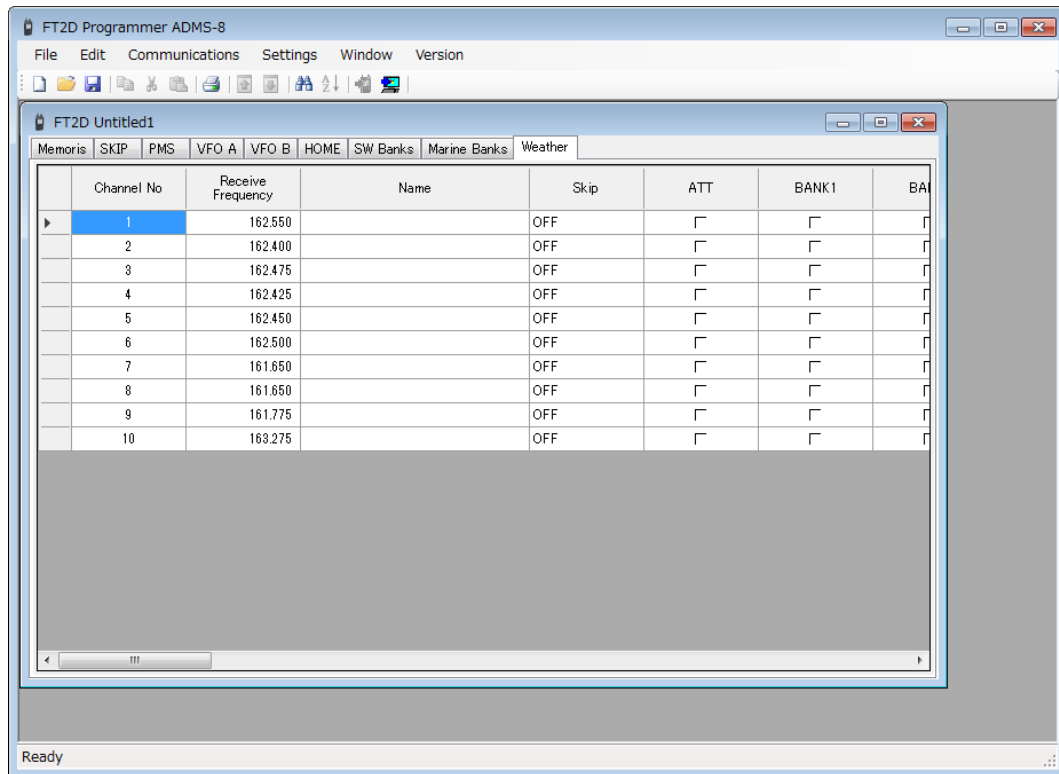 FT2D Programmer ADMS-8
File Edit Communications Settings Window Version
FT2D Untitled1
Memoris SKIP PMS VFO A VFO B HOME SW Banks Marine Banks Weather
Channel No Receive Frequency Name Skip ATT BANK1 BAI
1 162.550 OFF
2 162.400 OFF
3 162.475 OFF
4 162.425 OFF
5 162.450 OFF
6 162.500 OFF
7 161.650 OFF
8 161.650 OFF
9 161.775 OFF
10 163.275 OFF
Ready